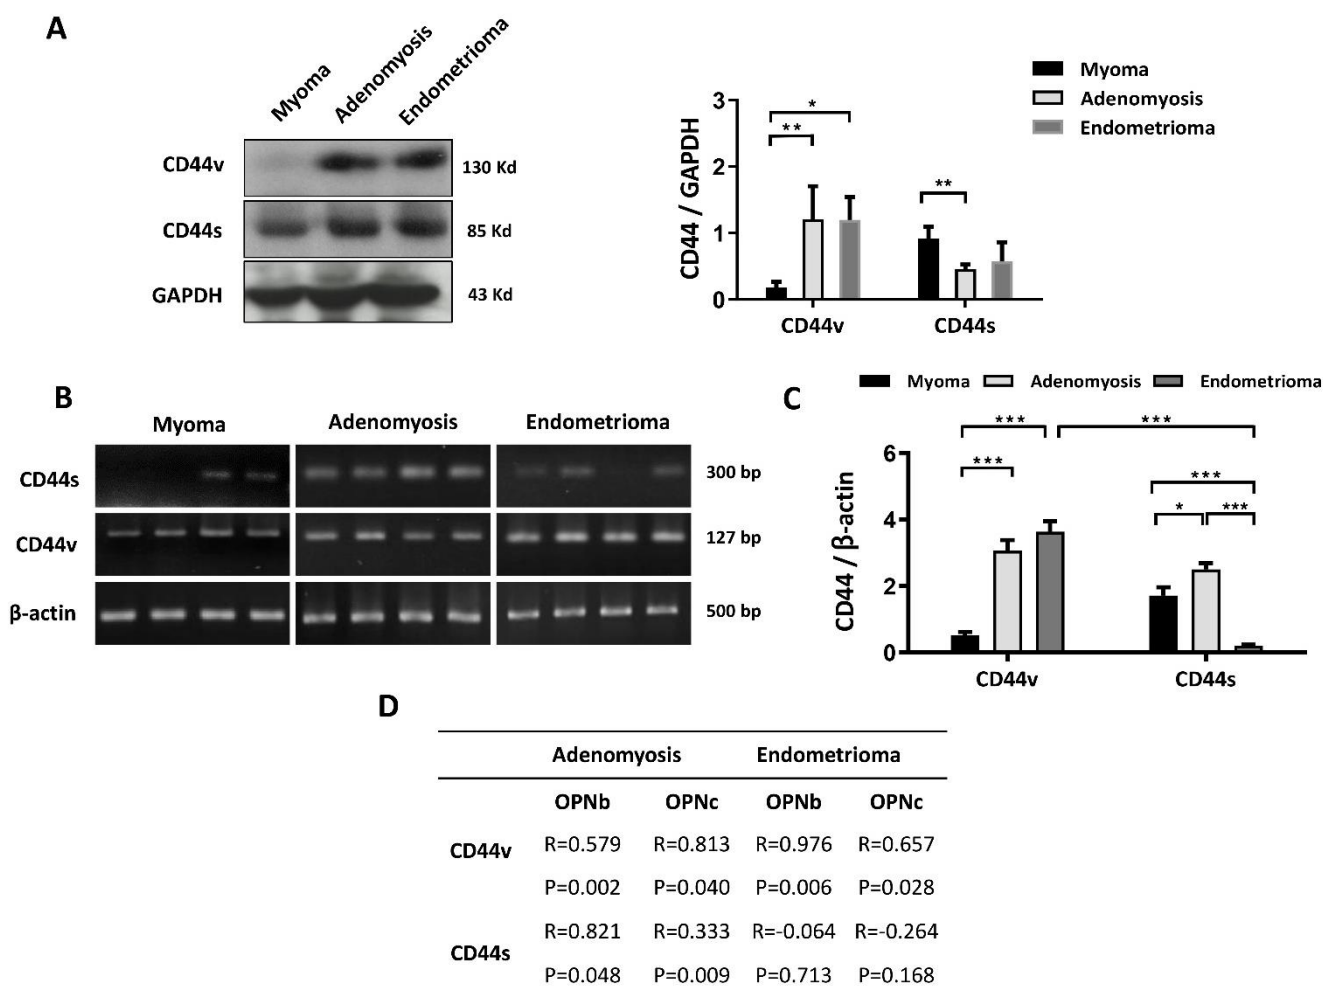 A
Myoma
Adenomyosis
Endometrioma
CD44v
130 Kd
CD44s
85 Kd
GAPDH
43 Kd
Myoma
Adenomyosis
Endometrioma
CD44 / GAPDH
3
2
1
0
*
**
**
CD44v
CD44s
B
Myoma
Adenomyosis
Endometrioma
CD44s
300 bp
CD44v
127 bp
β-actin
500 bp
C
Myoma Adenomyosis Endometrioma
CD44 / β-actin
6
4
2
0
*** ***
*** ***
* ***
CD44v
CD44s
D
Adenomyosis Endometrioma
OPNb OPNc OPNb OPNc
CD44v
R=0.579 R=0.813 R=0.976 R=0.657
P=0.002 P=0.040 P=0.006 P=0.028
CD44s
R=0.821 R=0.333 R=-0.064 R=-0.264
P=0.048 P=0.009 P=0.713 P=0.168